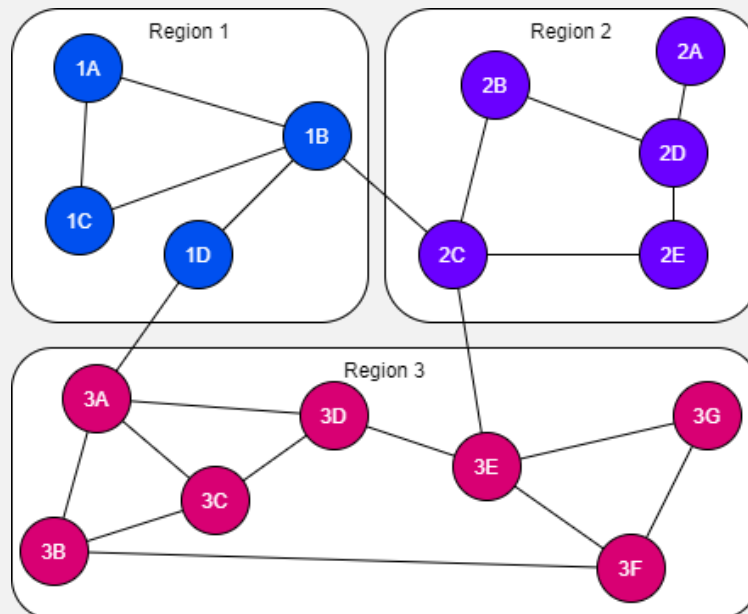 Region 1
1A
1B
1C
1D
Region 2
2A
2B
2D
2C
2E
Region 3
3A
3D
3G
3E
3C
3B
3F